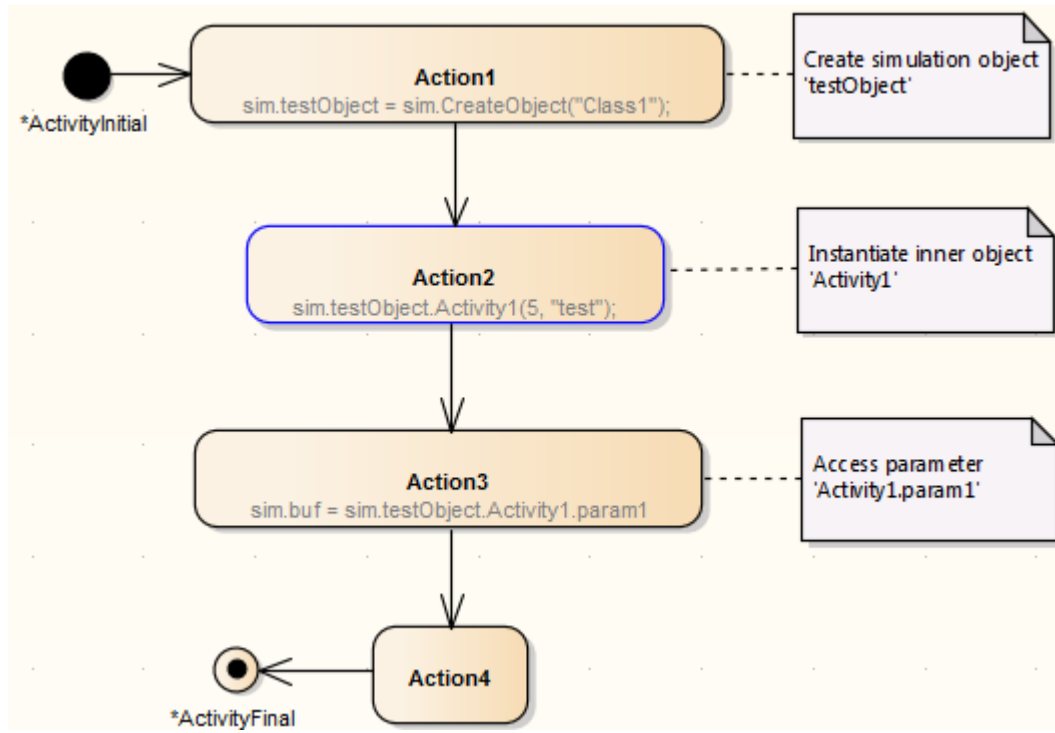 Action1
sim.testObject = sim.CreateObject("Class1");
Create simulation object
'testObject'
*ActivityInitial
Action2
sim.testObject.Activity1(5, "test");
Instantiate inner object
'Activity1'
Action3
sim.buf = sim.testObject.Activity1.param1
Access parameter
'Activity1.param1'
Action4
*ActivityFinal